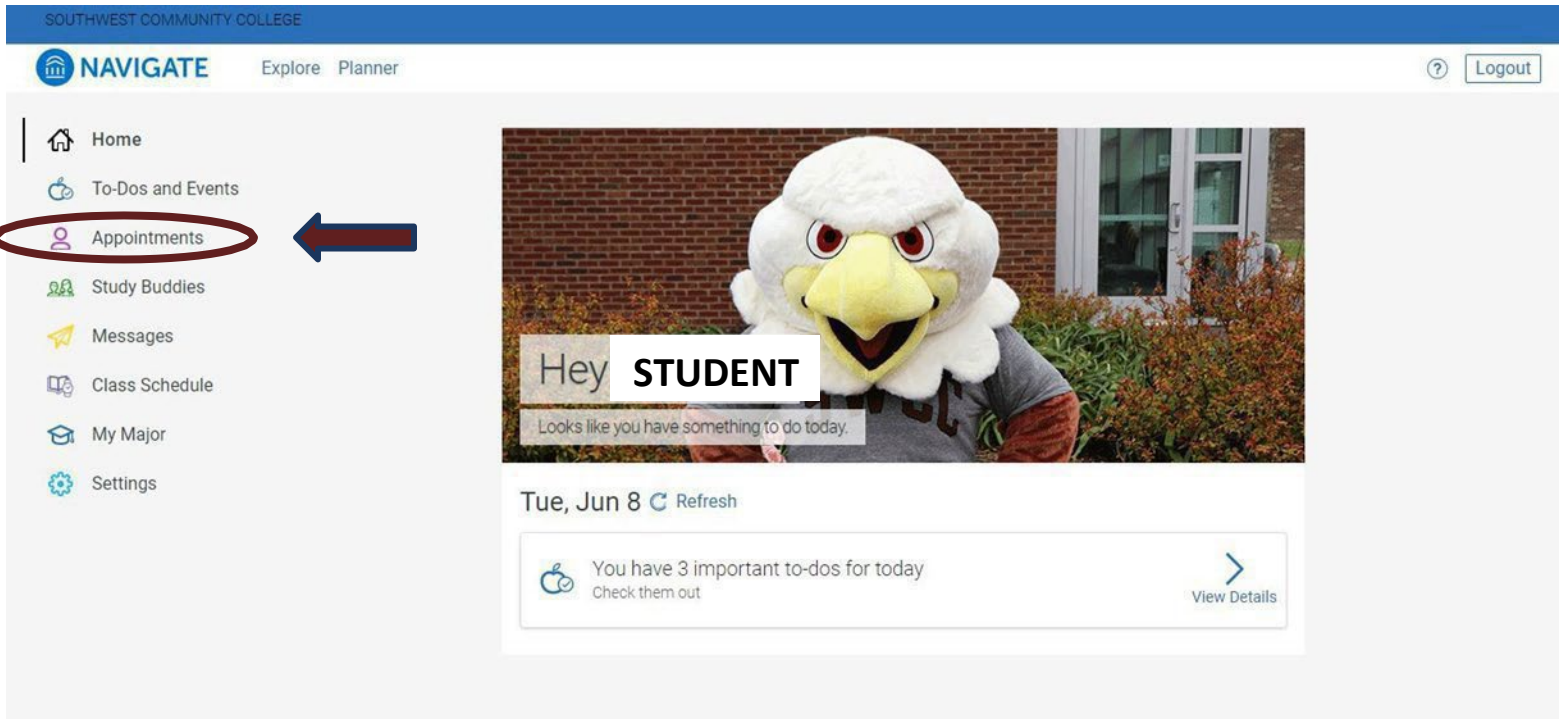 SOUTHWEST COMMUNITY COLLEGE
NAVIGATE Explore Planner ? Logout
Home
To-Dos and Events
Appointments
Study Buddies
Messages
Class Schedule
My Major
Settings
Hey STUDENT
Looks like you have something to do today.
Tue, Jun 8 Refresh
You have 3 important to-dos for today
Check them out
View Details